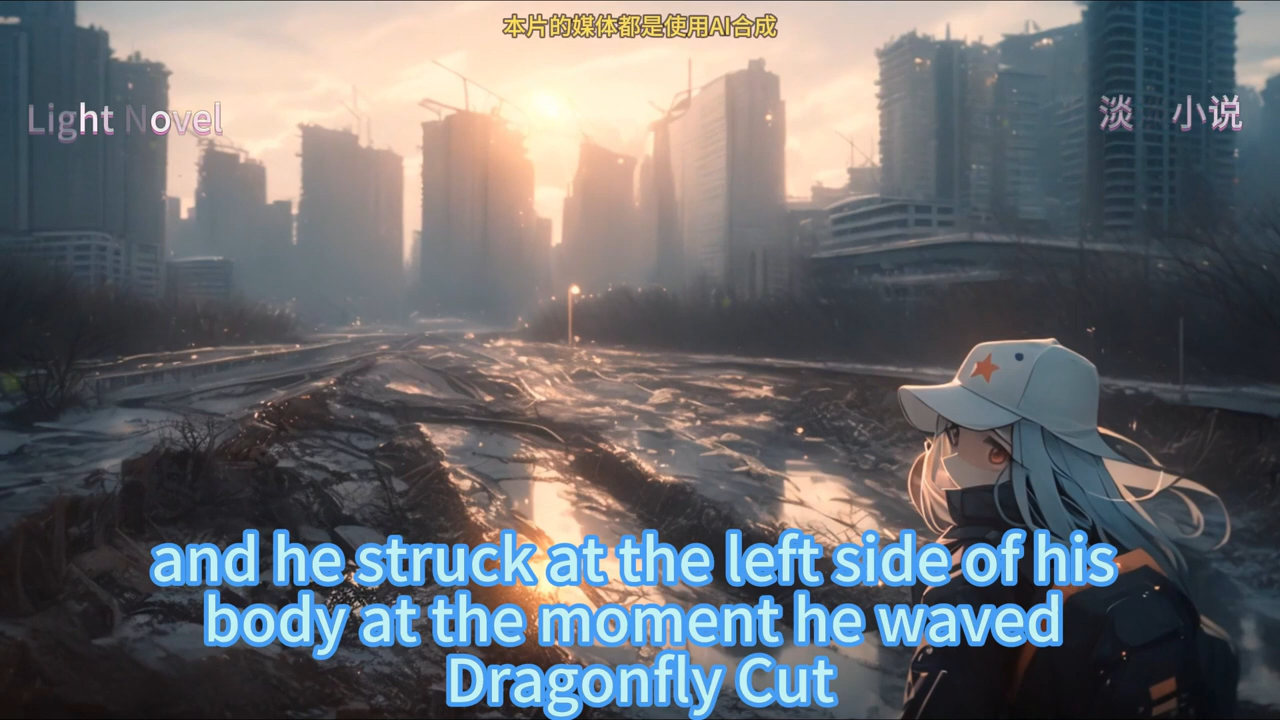 本片的媒体都是使用AI合成
Light Novel
淡 小说
and he struck at the left side of his
body at the moment he waved
Dragonfly Cut